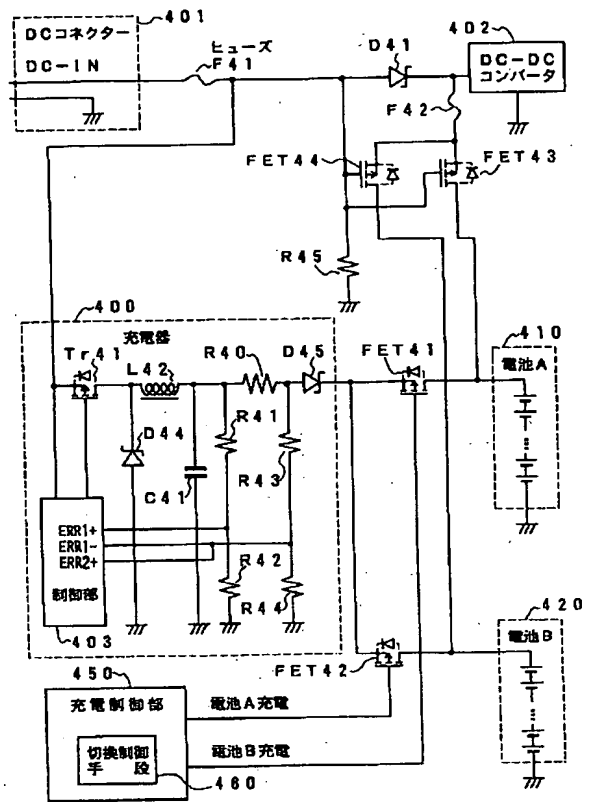 401
DCコネクター
DC-IN
ヒューズ
F41
D41
402
DC-DC
コンバータ
F42
FET44
FET43
R45
400
充電器
Tr41
L42
R40
D45
FET41
410
電池A
D44
R41
C41
R43
ERR1+
ERR1-
ERR2+
制御部
403
R42
R44
420
電池B
FET42
450
充電制御部
電池A充電
切換制御
手 段
電池B充電
460